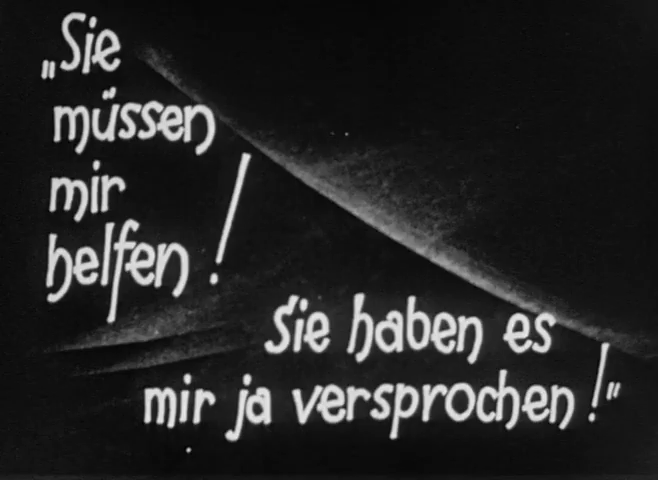 „Sie
müssen
mir
helfen!
Sie haben es
mir ja versprochen!"